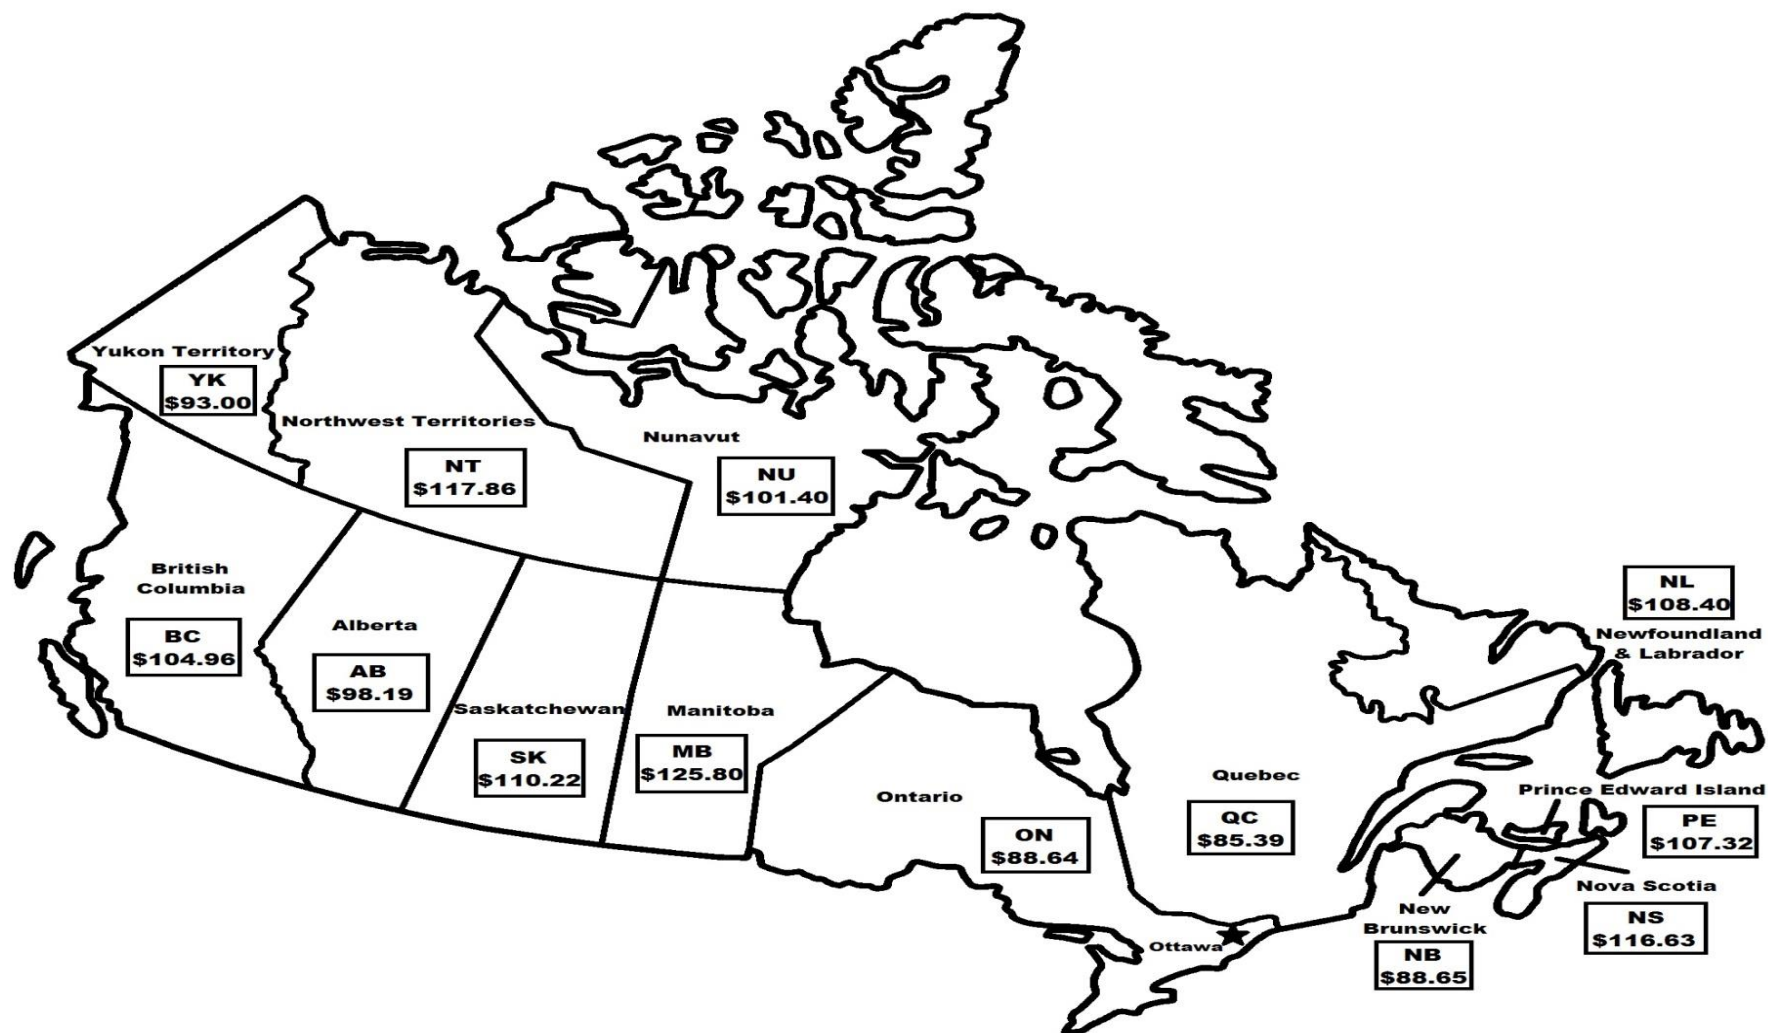 Yukon Territory
YK
$93.00
Northwest Territories
NT
$117.86
Nunavut
NU
$101.40
British
Columbia
BC
$104.96
Alberta
AB
$98.19
Saskatchewan
SK
$110.22
Manitoba
MB
$125.80
Ontario
ON
$88.64
Ottawa
Quebec
QC
$85.39
NL
$108.40
Newfoundland
& Labrador
Prince Edward Island
PE
$107.32
Nova Scotia
NS
$116.63
New
Brunswick
NB
$88.65